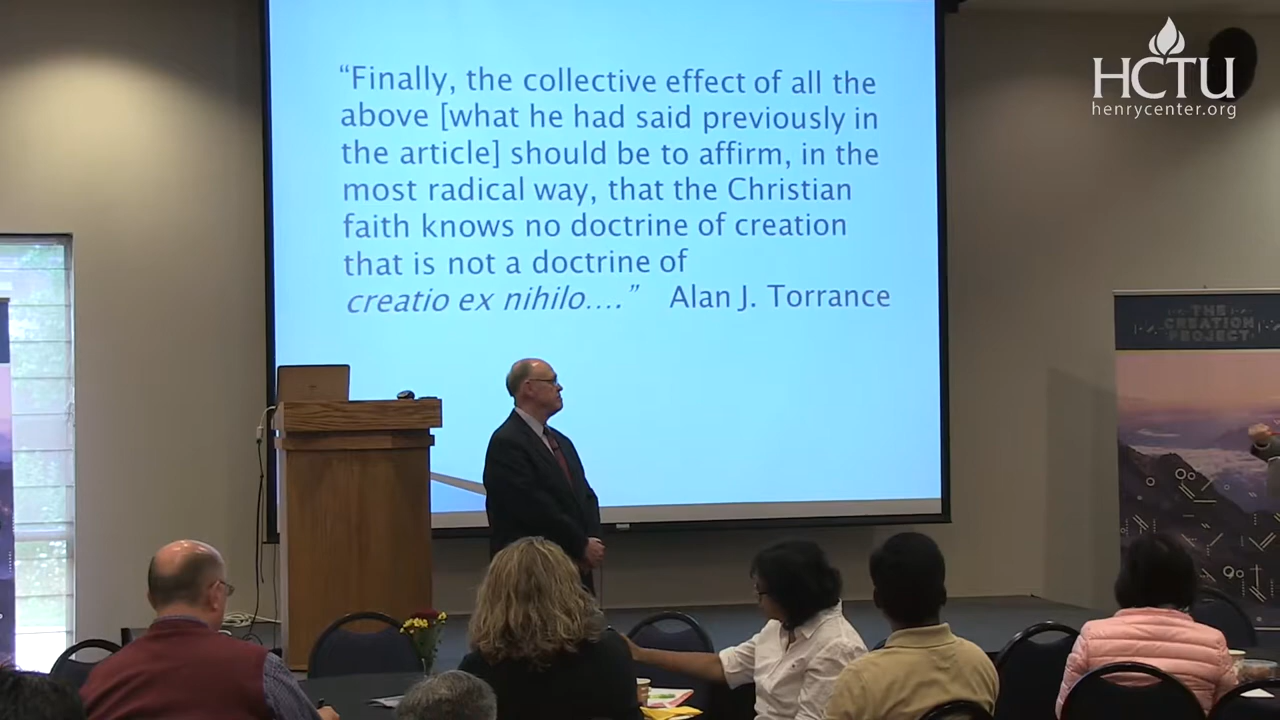 “Finally, the collective effect of all the
above [what he had said previously in
the article] should be to affirm, in the
most radical way, that the Christian
faith knows no doctrine of creation
that is not a doctrine of
creatio ex nihilo....” Alan J. Torrance
HCTU
henrycenter.org
THE
CREATION
PROJECT